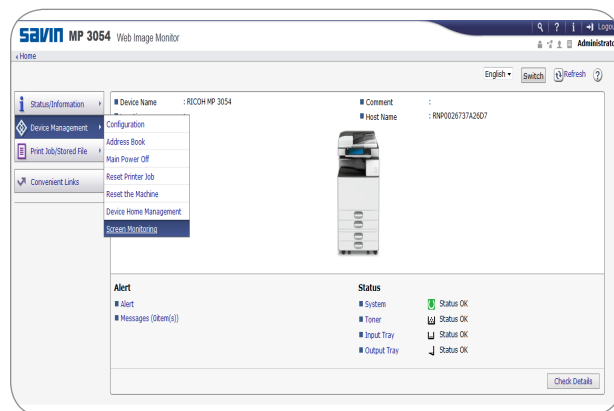 SAVIN MP 3054 Web Image Monitor
? i Logou
Administrato
Home
English Switch Refresh ?
Status/Information
Device Management
Print Job/Stored File
Convenient Links
Configuration
Address Book
Main Power Off
Reset Printer Job
Reset the Machine
Device Home Management
Screen Monitoring
Device Name : RICOH MP 3054
Comment :
Host Name : RNP0026737A26D7
Alert
Alert
Messages (0item(s))
Status
System Status OK
Toner Status OK
Input Tray Status OK
Output Tray Status OK
Check Details